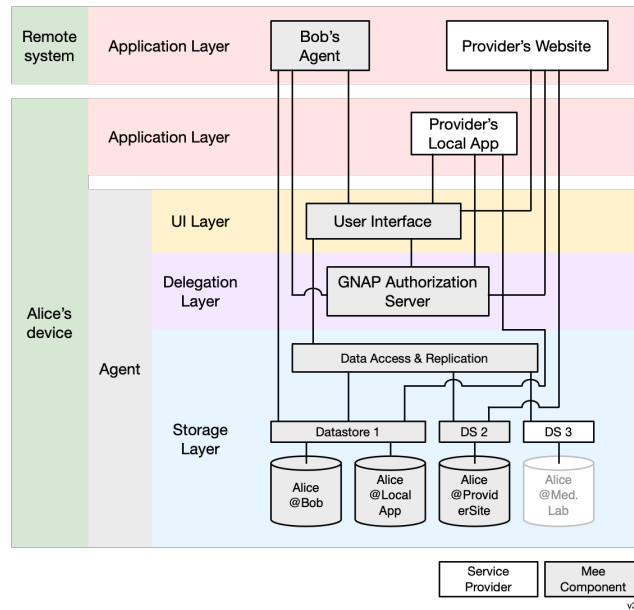 Remote
system
Application Layer
Bob's
Agent
Provider's Website
Application Layer
Provider's
Local App
UI Layer
User Interface
Delegation
Layer
GNAP Authorization
Server
Alice's
device
Agent
Data Access & Replication
Storage
Layer
Datastore 1
DS 2
DS 3
Alice
@Bob
Alice
@Local
App
Alice
@Provid
erSite
Alice
@Med.
Lab
Service
Provider
Mee
Component